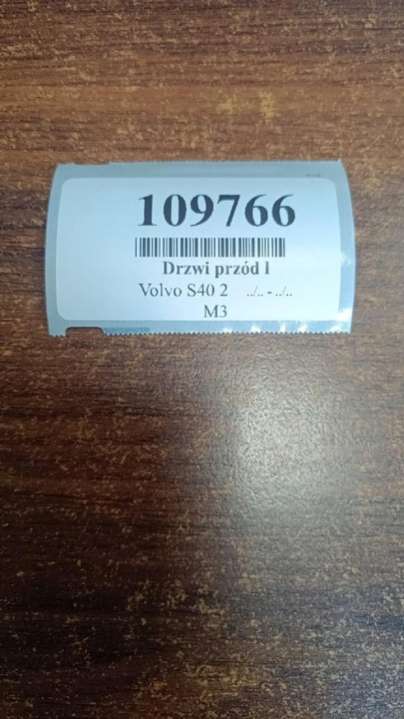 109766
Drzwi przód l
Volvo S40 2 ../.. - ../..
M3